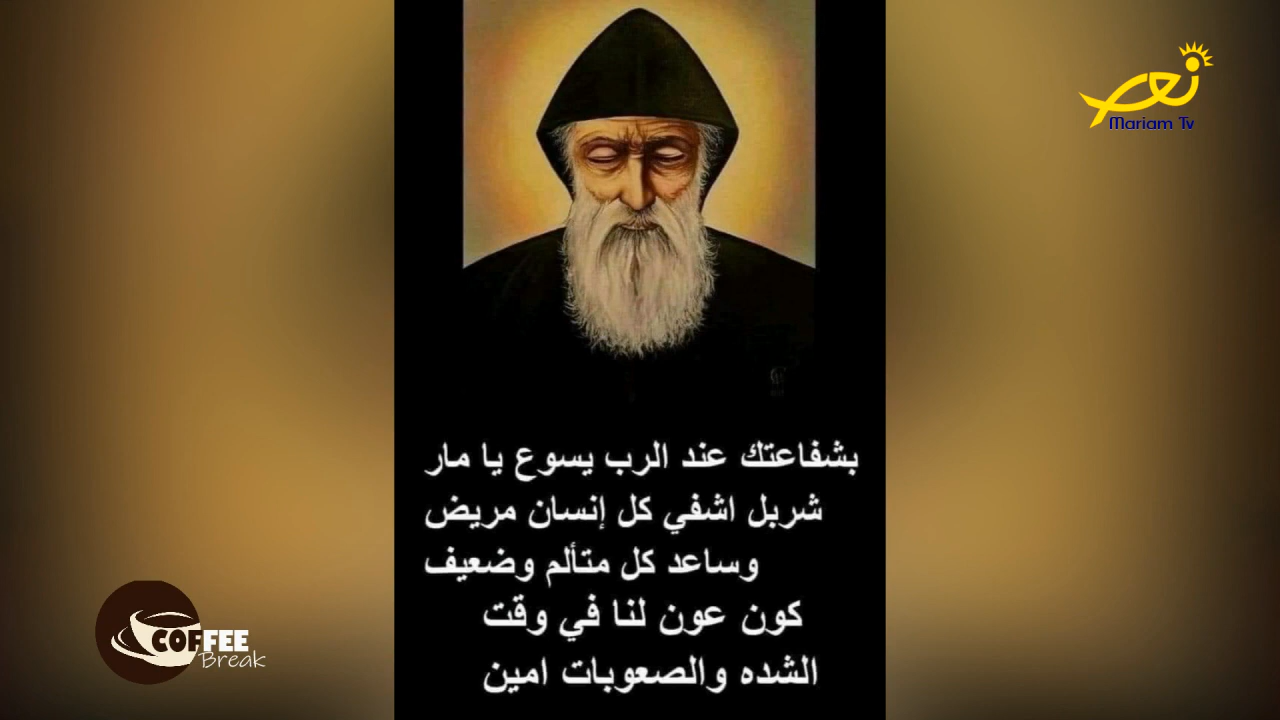 نعم
Mariam Tv
بشفاعتك عند الرب يسوع يا مار
شربل اشفي كل إنسان مريض
وساعد كل متألم وضعيف
كون عون لنا في وقت
الشده والصعوبات امين
COFFEE
Break